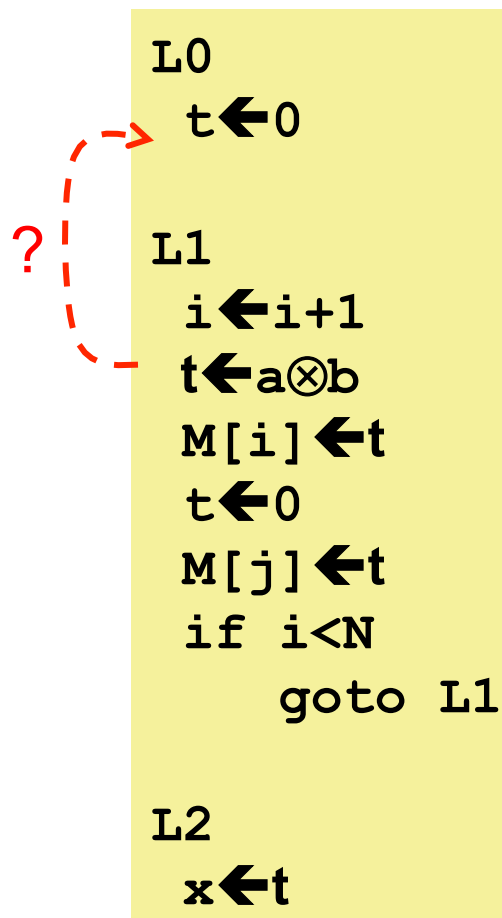 L0
t🡸0
?
L1
i🡸i+1
t🡸a⊗b
M[i]🡸t
t🡸0
M[j]🡸t
if i<N
goto L1
L2
x🡸t